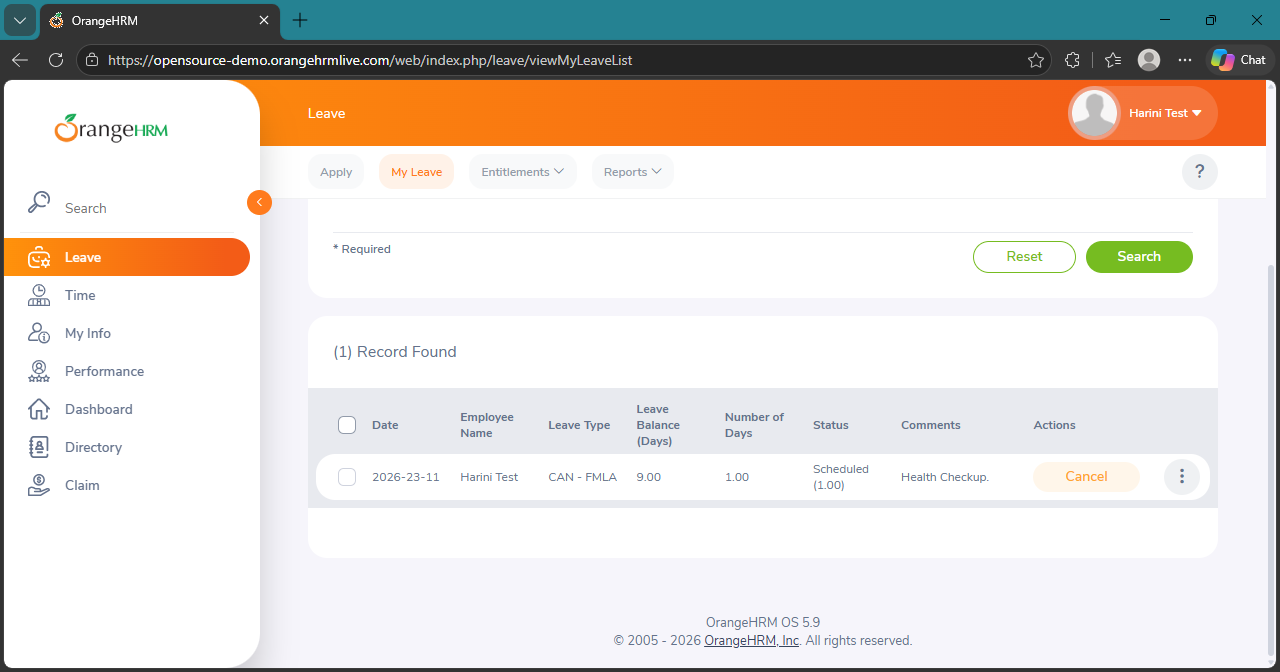 OrangeHRM
https://opensource-demo.orangehrmlive.com/web/index.php/leave/viewMyLeaveList
Chat
OrangeHRM
Leave
Harini Test
Search
Apply
My Leave
Entitlements
Reports
?
Leave
Time
My Info
Performance
Dashboard
Directory
Claim
* Required
Reset
Search
(1) Record Found
Date
Employee
Name
Leave Type
Leave
Balance
(Days)
Number of
Days
Status
Comments
Actions
2026-23-11
Harini Test
CAN - FMLA
9.00
1.00
Scheduled
(1.00)
Health Checkup.
Cancel
OrangeHRM OS 5.9
© 2005 - 2026 OrangeHRM, Inc. All rights reserved.